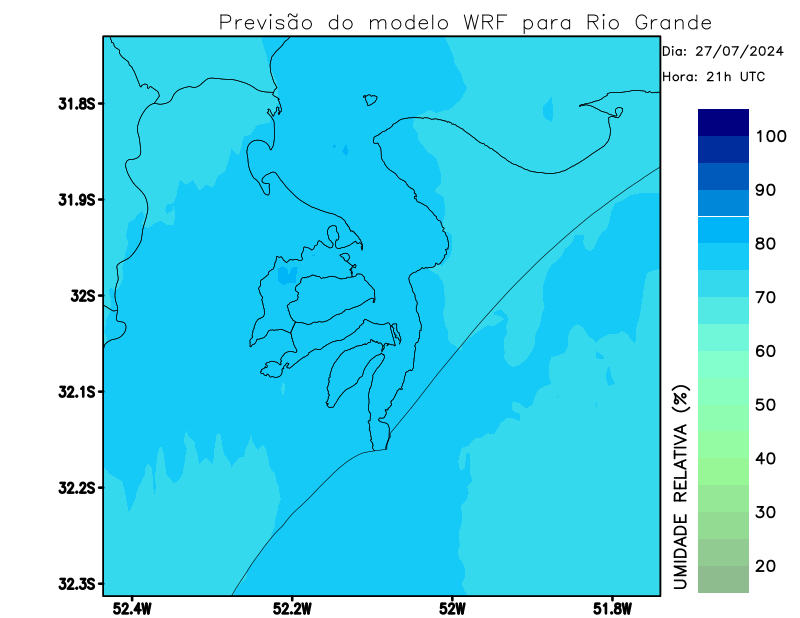 Previsão do modelo WRF para Rio Grande
Dia: 27/07/2024
Hora: 21h UTC
31.8S
31.9S
32S
32.1S
32.2S
32.3S
52.4W
52.2W
52W
51.8W
100
90
80
70
60
50
40
30
20
UMIDADE RELATIVA (%)